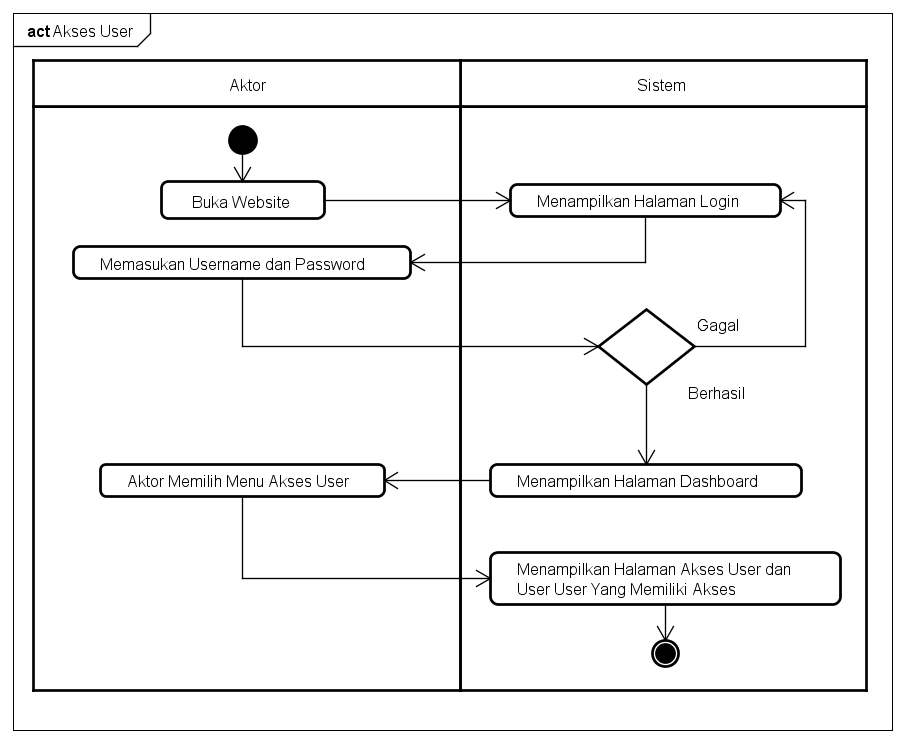 act Akses User
Aktor
Sistem
Buka Website
Menampilkan Halaman Login
Memasukan Username dan Password
Gagal
Berhasil
Aktor Memilih Menu Akses User
Menampilkan Halaman Dashboard
Menampilkan Halaman Akses User dan
User User Yang Memiliki Akses